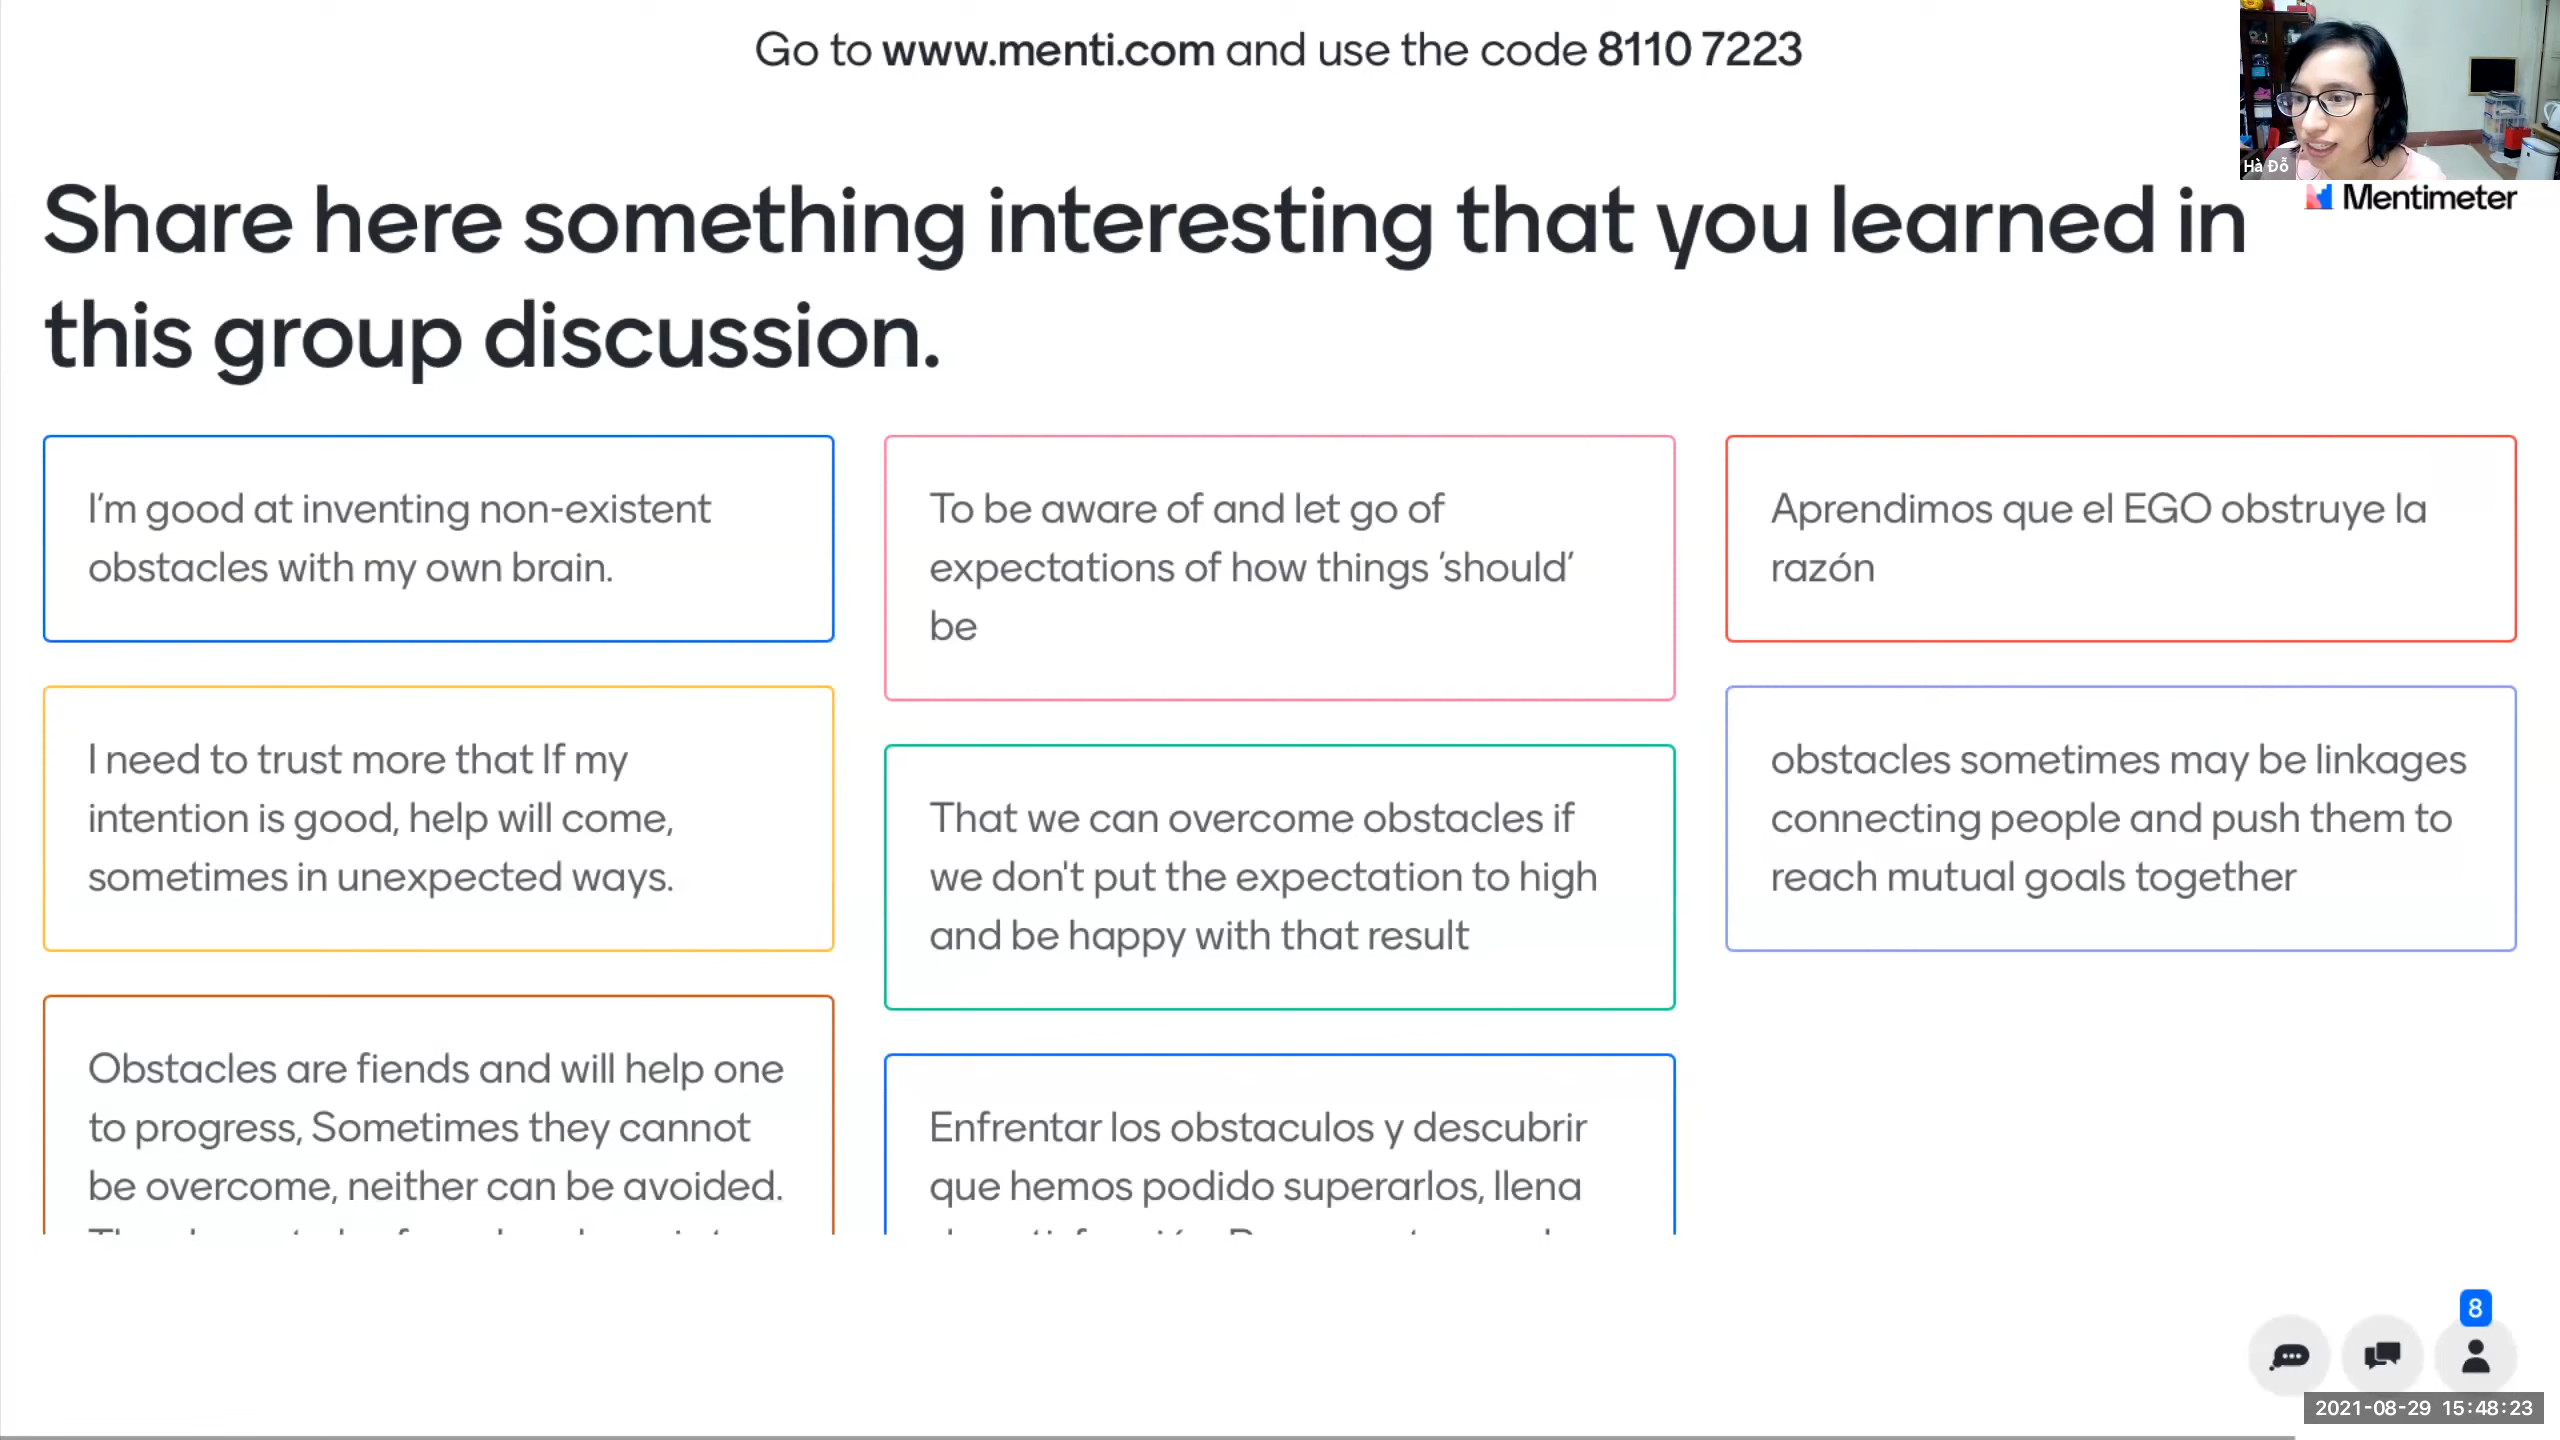 Go to www.menti.com and use the code 8110 7223
Hà Đỗ
Mentimeter
Share here something interesting that you learned in
this group discussion.
I'm good at inventing non-existent
obstacles with my own brain.
I need to trust more that If my
intention is good, help will come,
sometimes in unexpected ways.
Obstacles are fiends and will help one
to progress, Sometimes they cannot
be overcome, neither can be avoided.
To be aware of and let go of
expectations of how things ‘should’
be
That we can overcome obstacles if
we don't put the expectation to high
and be happy with that result
Enfrentar los obstaculos y descubrir
que hemos podido superarlos, llena
Aprendimos que el EGO obstruye la
razón
obstacles sometimes may be linkages
connecting people and push them to
reach mutual goals together
8
2021-08-29 15:48:23